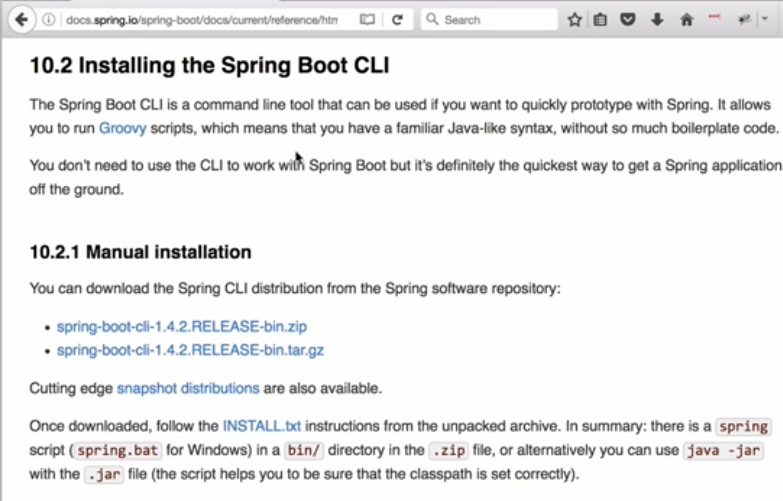 docs.spring.io/spring-boot/docs/current/reference/htm
Search
10.2 Installing the Spring Boot CLI
The Spring Boot CLI is a command line tool that can be used if you want to quickly prototype with Spring. It allows
you to run Groovy scripts, which means that you have a familiar Java-like syntax, without so much boilerplate code.
You don't need to use the CLI to work with Spring Boot but it's definitely the quickest way to get a Spring application
off the ground.
10.2.1 Manual installation
You can download the Spring CLI distribution from the Spring software repository:
• spring-boot-cli-1.4.2.RELEASE-bin.zip
• spring-boot-cli-1.4.2.RELEASE-bin.tar.gz
Cutting edge snapshot distributions are also available.
Once downloaded, follow the INSTALL.txt instructions from the unpacked archive. In summary: there is a spring
script ( spring.bat for Windows) in a bin/ directory in the .zip file, or alternatively you can use java -jar
with the .jar file (the script helps you to be sure that the classpath is set correctly).